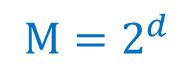 M = 2^d